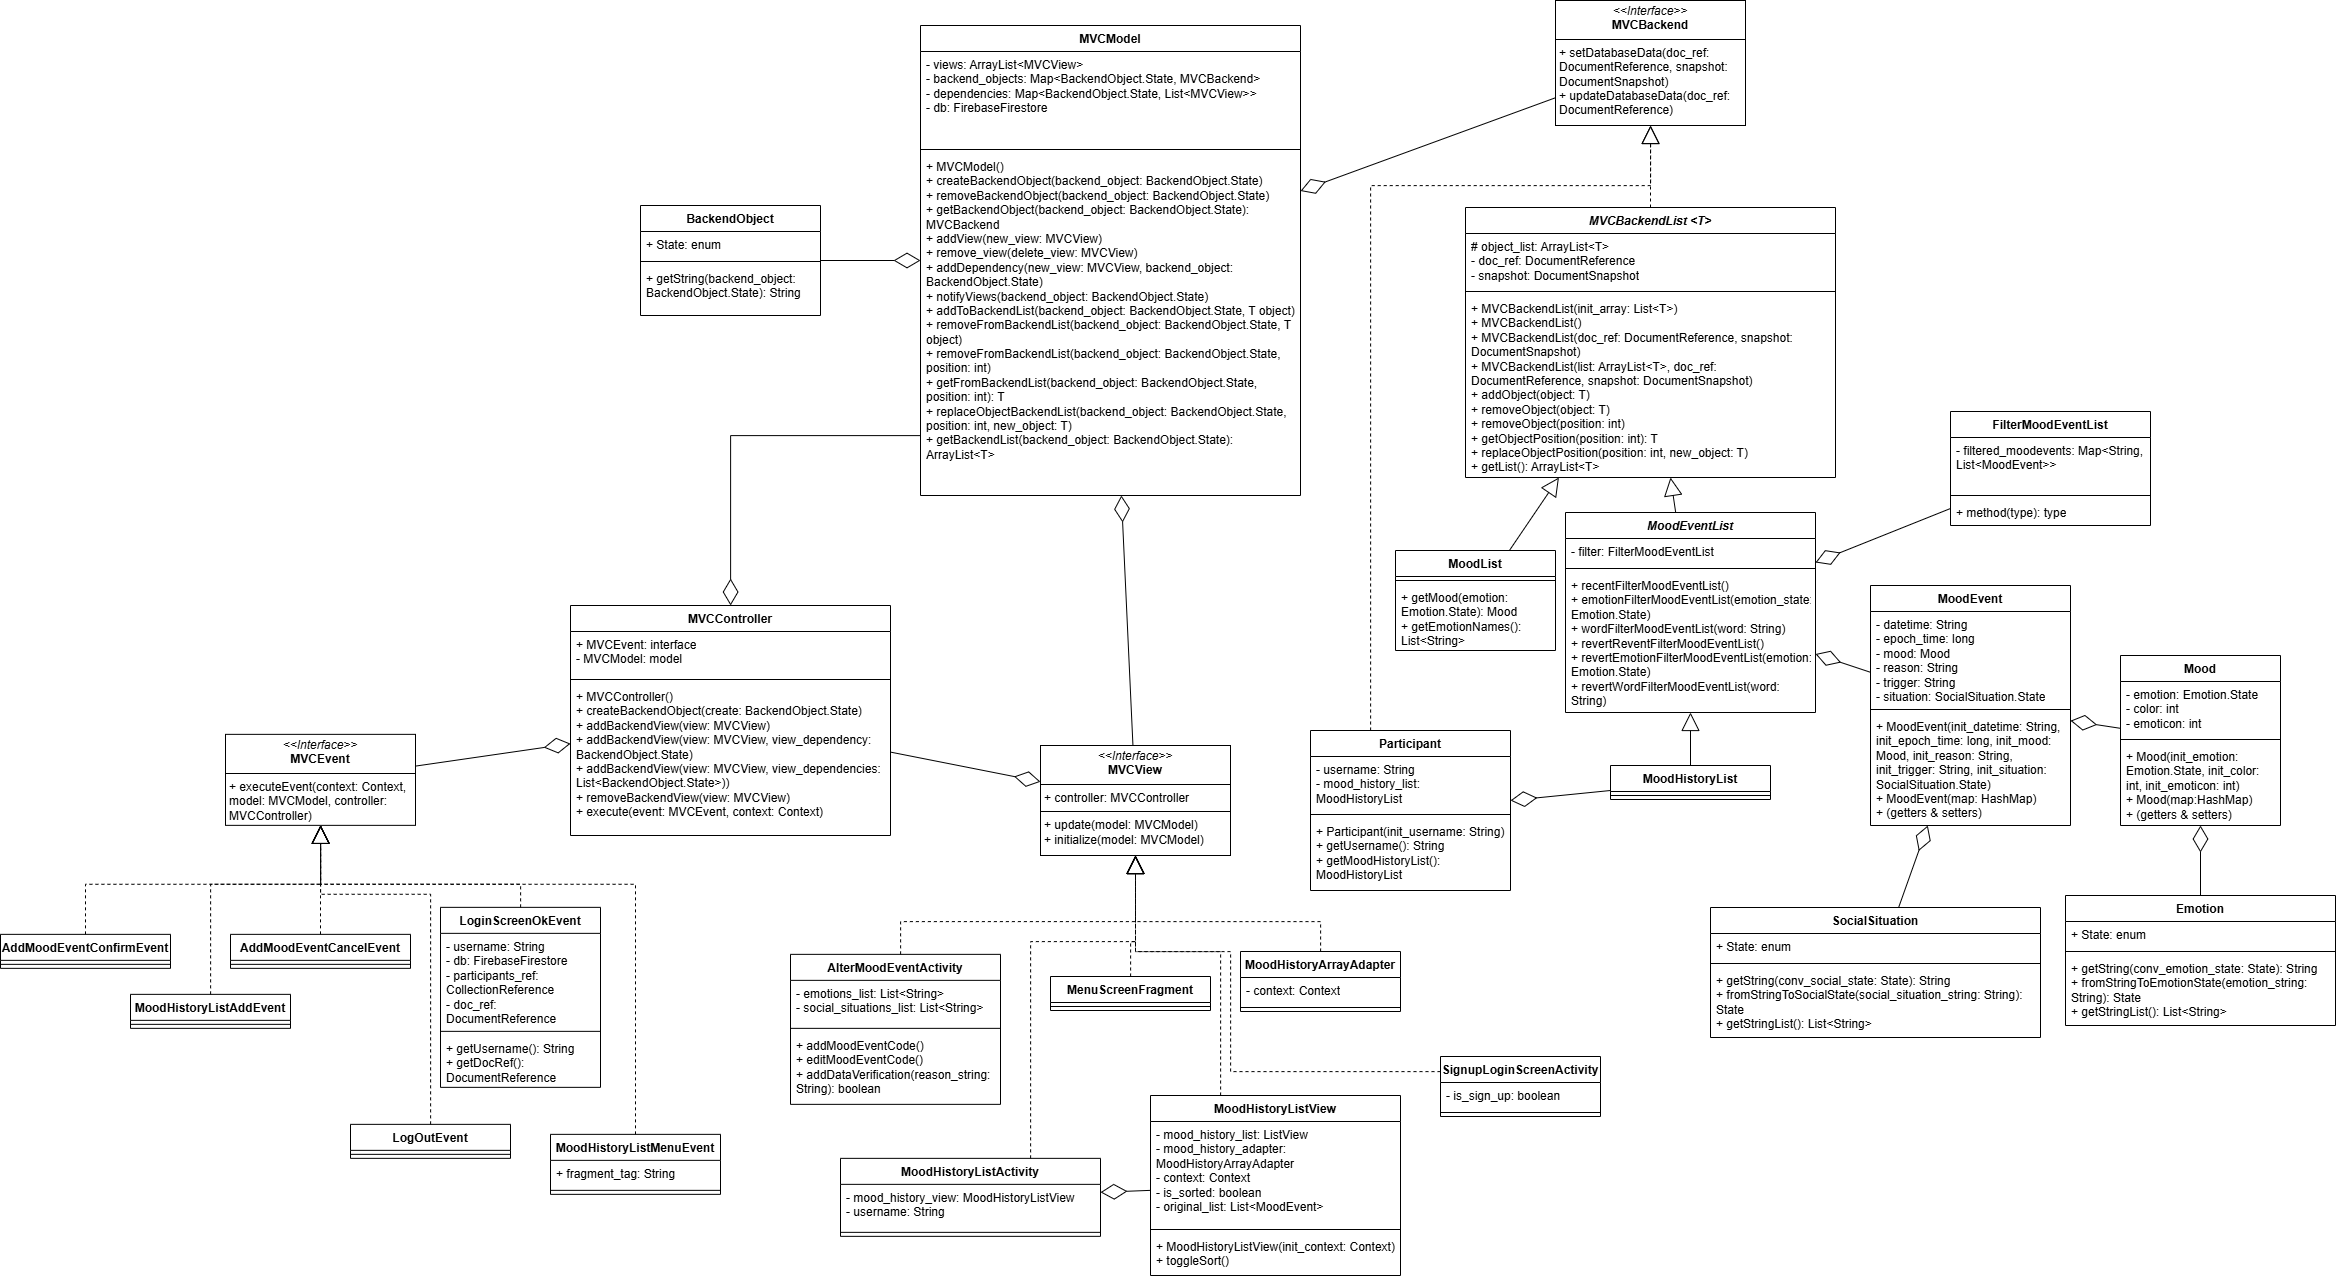 <<Interface>>
MVCBackend
+ setDatabaseData(doc_ref:
DocumentReference, snapshot:
DocumentSnapshot)
+ updateDatabaseData(doc_ref:
DocumentReference)
MVCModel
- views: ArrayList<MVCView>
- backend_objects: Map<BackendObject.State, MVCBackend>
- dependencies: Map<BackendObject.State, List<MVCView>>
- db: FirebaseFirestore
+ MVCModel()
+ createBackendObject(backend_object: BackendObject.State)
+ removeBackendObject(backend_object: BackendObject.State)
+ getBackendObject(backend_object: BackendObject.State):
MVCBackend
+ addView(new_view: MVCView)
+ remove_view(delete_view: MVCView)
+ addDependency(new_view: MVCView, backend_object:
BackendObject.State)
+ notifyViews(backend_object: BackendObject.State)
+ addToBackendList(backend_object: BackendObject.State, T object)
+ removeFromBackendList(backend_object: BackendObject.State, T
object)
+ removeFromBackendList(backend_object: BackendObject.State,
position: int)
+ getFromBackendList(backend_object: BackendObject.State,
position: int): T
+ replaceObjectBackendList(backend_object: BackendObject.State,
position: int, new_object: T)
+ getBackendList(backend_object: BackendObject.State):
ArrayList<T>
BackendObject
+ State: enum
+ getString(backend_object:
BackendObject.State): String
MVCBackendList <T>
# object_list: ArrayList<T>
- doc_ref: DocumentReference
- snapshot: DocumentSnapshot
+ MVCBackendList(init_array: List<T>)
+ MVCBackendList()
+ MVCBackendList(doc_ref: DocumentReference, snapshot:
DocumentSnapshot)
+ MVCBackendList(list: ArrayList<T>, doc_ref:
DocumentReference, snapshot: DocumentSnapshot)
+ addObject(object: T)
+ removeObject(object: T)
+ removeObject(position: int)
+ getObjectPosition(position: int): T
+ replaceObjectPosition(position: int, new_object: T)
+ getList(): ArrayList<T>
FilterMoodEventList
- filtered_moodevents: Map<String,
List<MoodEvent>>
+ method(type): type
MoodEventList
- filter: FilterMoodEventList
+ recentFilterMoodEventList()
+ emotionFilterMoodEventList(emotion_state:
Emotion.State)
+ wordFilterMoodEventList(word: String)
+ revertReventFilterMoodEventList()
+ revertEmotionFilterMoodEventList(emotion:
Emotion.State)
+ revertWordFilterMoodEventList(word:
String)
MoodList
+ getMood(emotion:
Emotion.State): Mood
+ getEmotionNames():
List<String>
MoodEvent
- datetime: String
- epoch_time: long
- mood: Mood
- reason: String
- trigger: String
- situation: SocialSituation.State
+ MoodEvent(init_datetime: String,
init_epoch_time: long, init_mood:
Mood, init_reason: String,
init_trigger: String, init_situation:
SocialSituation.State)
+ MoodEvent(map: HashMap)
+ (getters & setters)
Mood
- emotion: Emotion.State
- color: int
- emoticon: int
+ Mood(init_emotion:
Emotion.State, init_color:
int, init_emoticon: int)
+ Mood(map:HashMap)
+ (getters & setters)
MVCController
+ MVCEvent: interface
- MVCModel: model
+ MVCController()
+ createBackendObject(create: BackendObject.State)
+ addBackendView(view: MVCView)
+ addBackendView(view: MVCView, view_dependency:
BackendObject.State)
+ addBackendView(view: MVCView, view_dependencies:
List<BackendObject.State>))
+ removeBackendView(view: MVCView)
+ execute(event: MVCEvent, context: Context)
<<Interface>>
MVCEvent
+ executeEvent(context: Context,
model: MVCModel, controller:
MVCController)
<<Interface>>
MVCView
+ controller: MVCController
+ update(model: MVCModel)
+ initialize(model: MVCModel)
Participant
- username: String
- mood_history_list:
MoodHistoryList
+ Participant(init_username: String)
+ getUsername(): String
+ getMoodHistoryList():
MoodHistoryList
MoodHistoryList
AddMoodEventConfirmEvent
MoodHistoryListAddEvent
AddMoodEventCancelEvent
LoginScreenOkEvent
- username: String
- db: FirebaseFirestore
- participants_ref:
CollectionReference
- doc_ref:
DocumentReference
+ getUsername(): String
+ getDocRef():
DocumentReference
LogOutEvent
MoodHistoryListMenuEvent
+ fragment_tag: String
AlterMoodEventActivity
- emotions_list: List<String>
- social_situations_list: List<String>
+ addMoodEventCode()
+ editMoodEventCode()
+ addDataVerification(reason_string:
String): boolean
MenuScreenFragment
MoodHistoryArrayAdapter
- context: Context
SignupLoginScreenActivity
- is_sign_up: boolean
MoodHistoryListActivity
- mood_history_view: MoodHistoryListView
- username: String
MoodHistoryListView
- mood_history_list: ListView
- mood_history_adapter:
MoodHistoryArrayAdapter
- context: Context
- is_sorted: boolean
- original_list: List<MoodEvent>
+ MoodHistoryListView(init_context: Context)
+ toggleSort()
SocialSituation
+ State: enum
+ getString(conv_social_state: State): String
+ fromStringToSocialState(social_situation_string: String):
State
+ getStringList(): List<String>
Emotion
+ State: enum
+ getString(conv_emotion_state: State): String
+ fromStringToEmotionState(emotion_string:
String): State
+ getStringList(): List<String>